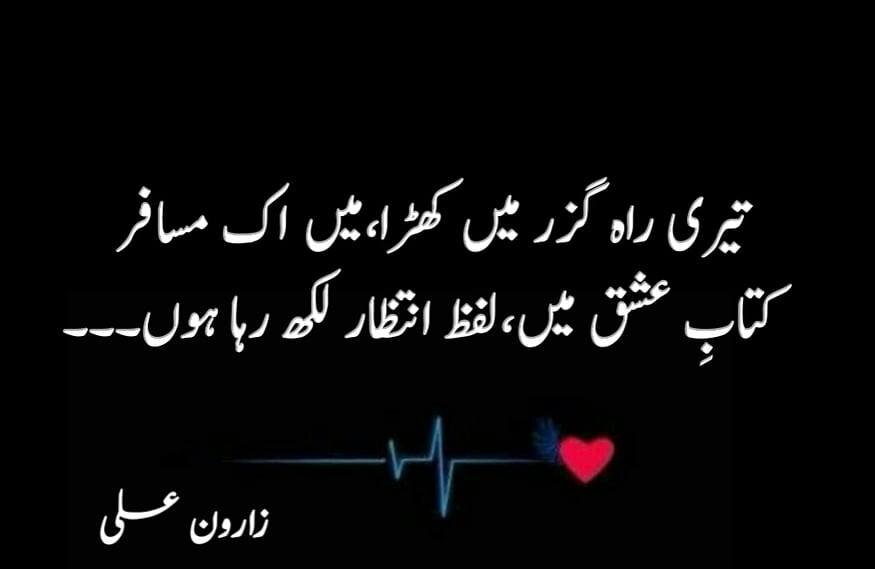 تیری راہ گزر میں کھڑا،میں اک مسافر
کتابِ عشق میں،لفظ انتظار لکھ رہا ہوں۔۔۔
زارون علی